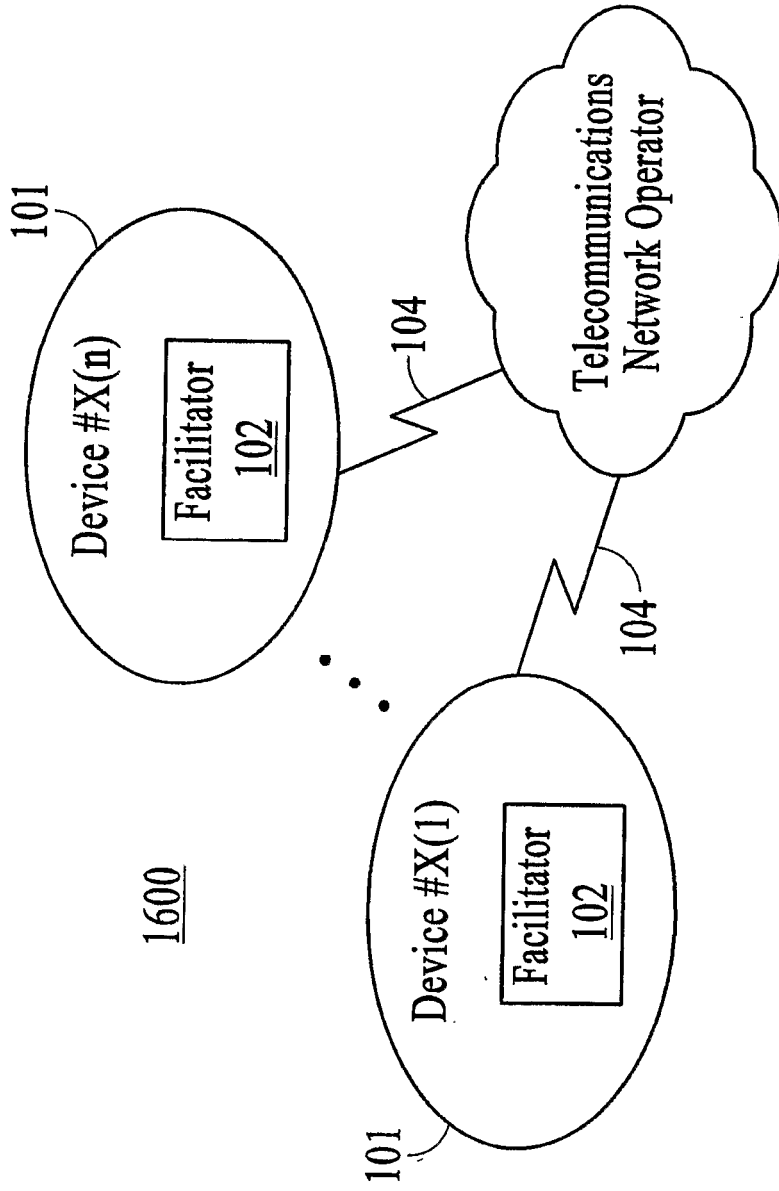 1600
101
Device #X(n)
Facilitator
102
104
Telecommunications
Network Operator
104
101
Device #X(1)
Facilitator
102